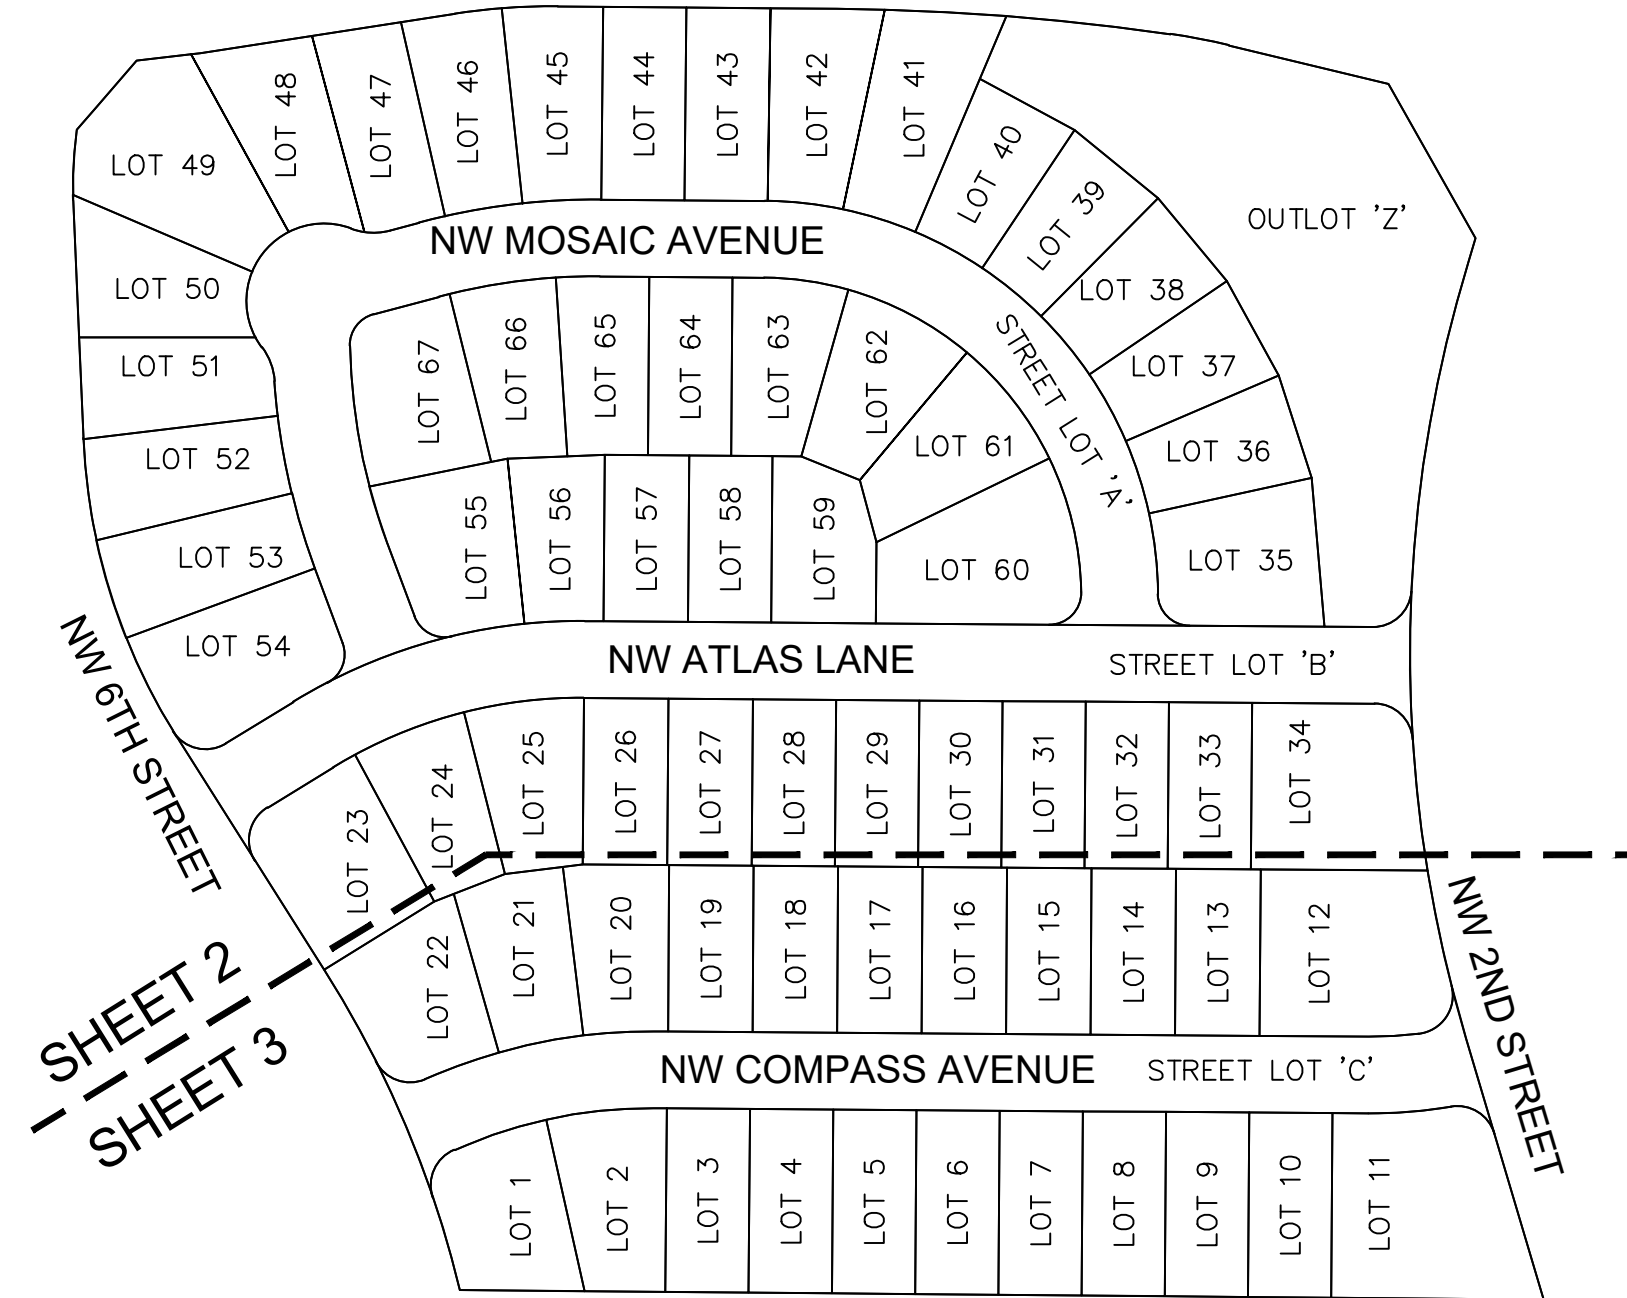 LOT 49
LOT 48
LOT 47
LOT 46
LOT 45
LOT 44
LOT 43
LOT 42
LOT 41
LOT 40
LOT 39
LOT 38
LOT 37
LOT 36
LOT 35
OUTLOT 'Z'
NW MOSAIC AVENUE
STREET LOT 'A'
LOT 50
LOT 51
LOT 52
LOT 53
LOT 54
LOT 67
LOT 66
LOT 65
LOT 64
LOT 63
LOT 62
LOT 61
LOT 55
LOT 56
LOT 57
LOT 58
LOT 59
LOT 60
NW 6TH STREET
NW ATLAS LANE
STREET LOT 'B'
LOT 23
LOT 24
LOT 25
LOT 26
LOT 27
LOT 28
LOT 29
LOT 30
LOT 31
LOT 32
LOT 33
LOT 34
SHEET 2
SHEET 3
LOT 22
LOT 21
LOT 20
LOT 19
LOT 18
LOT 17
LOT 16
LOT 15
LOT 14
LOT 13
LOT 12
NW 2ND STREET
NW COMPASS AVENUE
STREET LOT 'C'
LOT 1
LOT 2
LOT 3
LOT 4
LOT 5
LOT 6
LOT 7
LOT 8
LOT 9
LOT 10
LOT 11